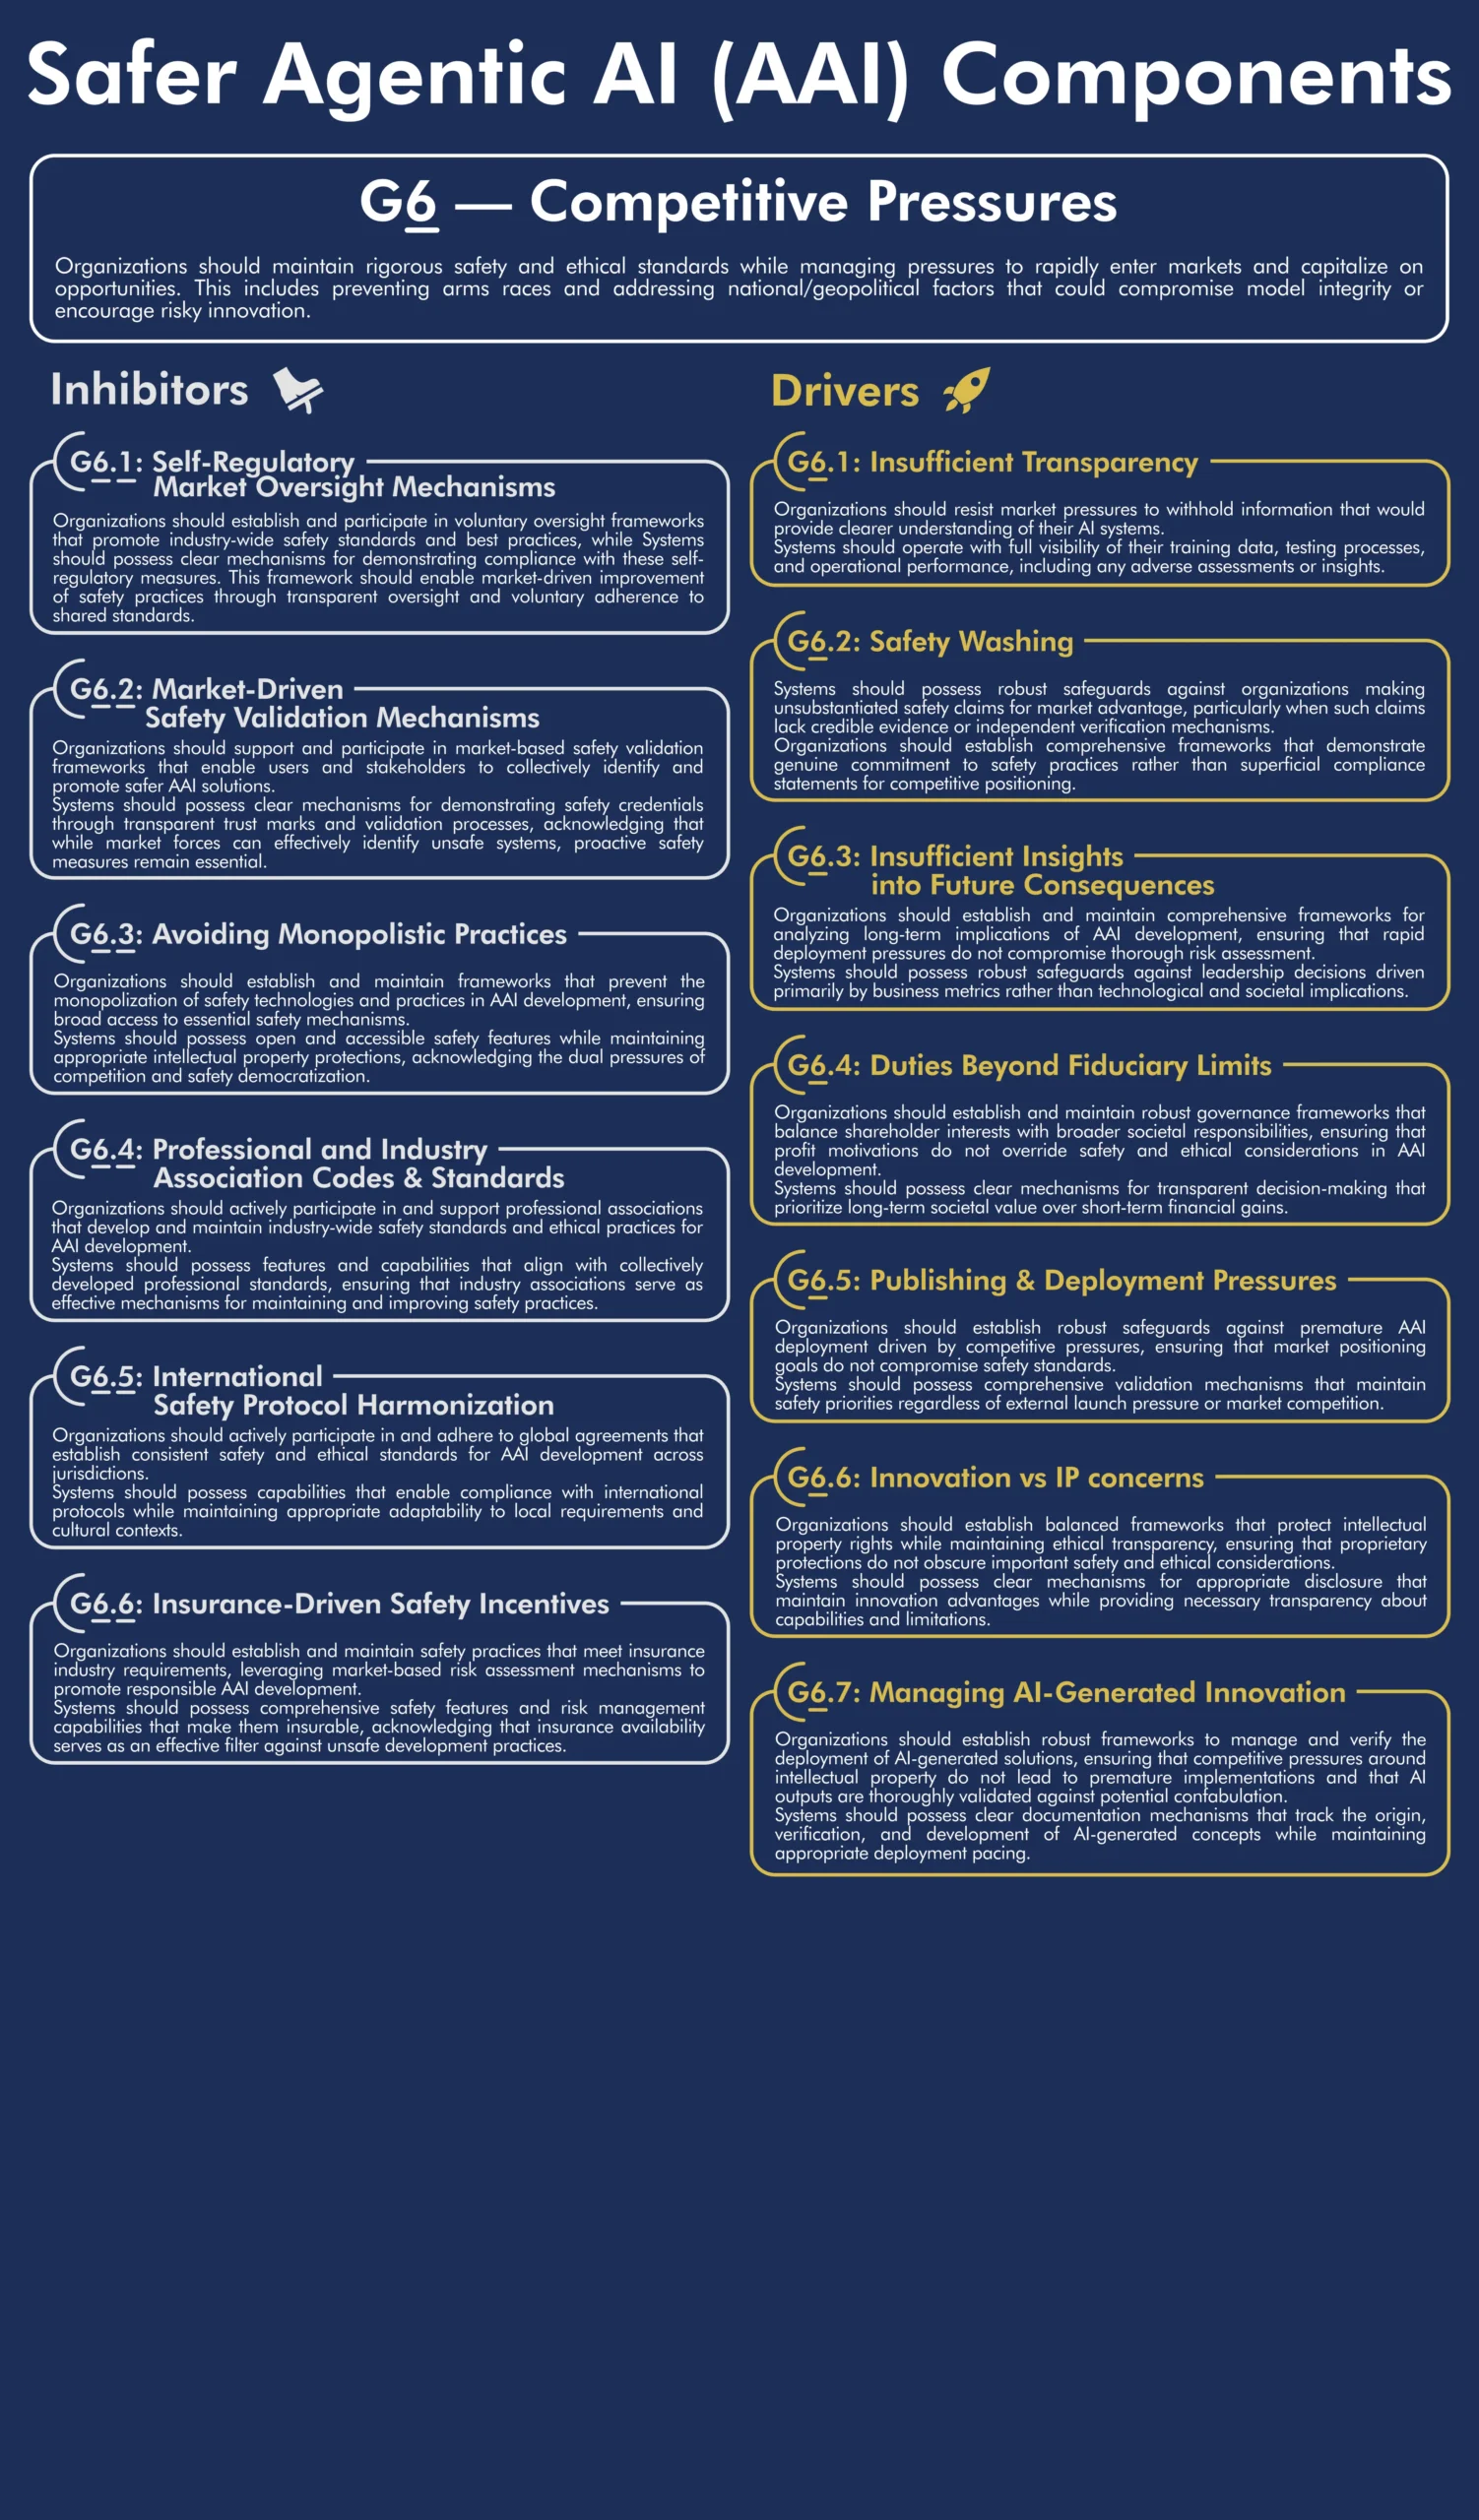 Safer Agentic AI (AAI) Components
G6 — Competitive Pressures
Organizations should maintain rigorous safety and ethical standards while managing pressures to rapidly enter markets and capitalize on
opportunities. This includes preventing arms races and addressing national/geopolitical factors that could compromise model integrity or
encourage risky innovation.
Inhibitors
G6.1: Self-Regulatory
Market Oversight Mechanisms
Organizations should establish and participate in voluntary oversight frameworks
that promote industry-wide safety standards and best practices, while Systems
should possess clear mechanisms for demonstrating compliance with these self-
regulatory measures. This framework should enable market-driven improvement
of safety practices through transparent oversight and voluntary adherence to
shared standards.
G6.2: Market-Driven
Safety Validation Mechanisms
Organizations should support and participate in market-based safety validation
frameworks that enable users and stakeholders to collectively identify and
promote safer AAI solutions.
Systems should possess clear mechanisms for demonstrating safety credentials
through transparent trust marks and validation processes, acknowledging that
while market forces can effectively identify unsafe systems, proactive safety
measures remain essential.
G6.3: Avoiding Monopolistic Practices
Organizations should establish and maintain frameworks that prevent the
monopolization of safety technologies and practices in AAI development, ensuring
broad access to essential safety mechanisms.
Systems should possess open and accessible safety features while maintaining
appropriate intellectual property protections, acknowledging the dual pressures of
competition and safety democratization.
G6.4: Professional and Industry
Association Codes & Standards
Organizations should actively participate in and support professional associations
that develop and maintain industry-wide safety standards and ethical practices for
AAI development.
Systems should possess features and capabilities that align with collectively
developed professional standards, ensuring that industry associations serve as
effective mechanisms for maintaining and improving safety practices.
G6.5: International
Safety Protocol Harmonization
Organizations should actively participate in and adhere to global agreements that
establish consistent safety and ethical standards for AAI development across
jurisdictions.
Systems should possess capabilities that enable compliance with international
protocols while maintaining appropriate adaptability to local requirements and
cultural contexts.
G6.6: Insurance-Driven Safety Incentives
Organizations should establish and maintain safety practices that meet insurance
industry requirements, leveraging market-based risk assessment mechanisms to
promote responsible AAI development.
Systems should possess comprehensive safety features and risk management
capabilities that make them insurable, acknowledging that insurance availability
serves as an effective filter against unsafe development practices.
Drivers
G6.1: Insufficient Transparency
Organizations should resist market pressures to withhold information that would
provide clearer understanding of their AI systems.
Systems should operate with full visibility of their training data, testing processes,
and operational performance, including any adverse assessments or insights.
G6.2: Safety Washing
Systems should possess robust safeguards against organizations making
unsubstantiated safety claims for market advantage, particularly when such claims
lack credible evidence or independent verification mechanisms.
Organizations should establish comprehensive frameworks that demonstrate
genuine commitment to safety practices rather than superficial compliance
statements for competitive positioning.
G6.3: Insufficient Insights
into Future Consequences
Organizations should establish and maintain comprehensive frameworks for
analyzing long-term implications of AAI development, ensuring that rapid
deployment pressures do not compromise thorough risk assessment.
Systems should possess robust safeguards against leadership decisions driven
primarily by business metrics rather than technological and societal implications.
G6.4: Duties Beyond Fiduciary Limits
Organizations should establish and maintain robust governance frameworks that
balance shareholder interests with broader societal responsibilities, ensuring that
profit motivations do not override safety and ethical considerations in AAI
development.
Systems should possess clear mechanisms for transparent decision-making that
prioritize long-term societal value over short-term financial gains.
G6.5: Publishing & Deployment Pressures
Organizations should establish robust safeguards against premature AAI
deployment driven by competitive pressures, ensuring that market positioning
goals do not compromise safety standards.
Systems should possess comprehensive validation mechanisms that maintain
safety priorities regardless of external launch pressure or market competition.
G6.6: Innovation vs IP concerns
Organizations should establish balanced frameworks that protect intellectual
property rights while maintaining ethical transparency, ensuring that proprietary
protections do not obscure important safety and ethical considerations.
Systems should possess clear mechanisms for appropriate disclosure that
maintain innovation advantages while providing necessary transparency about
capabilities and limitations.
G6.7: Managing AI-Generated Innovation
Organizations should establish robust frameworks to manage and verify the
deployment of AI-generated solutions, ensuring that competitive pressures around
intellectual property do not lead to premature implementations and that AI
outputs are thoroughly validated against potential confabulation.
Systems should possess clear documentation mechanisms that track the origin,
verification, and development of AI-generated concepts while maintaining
appropriate deployment pacing.